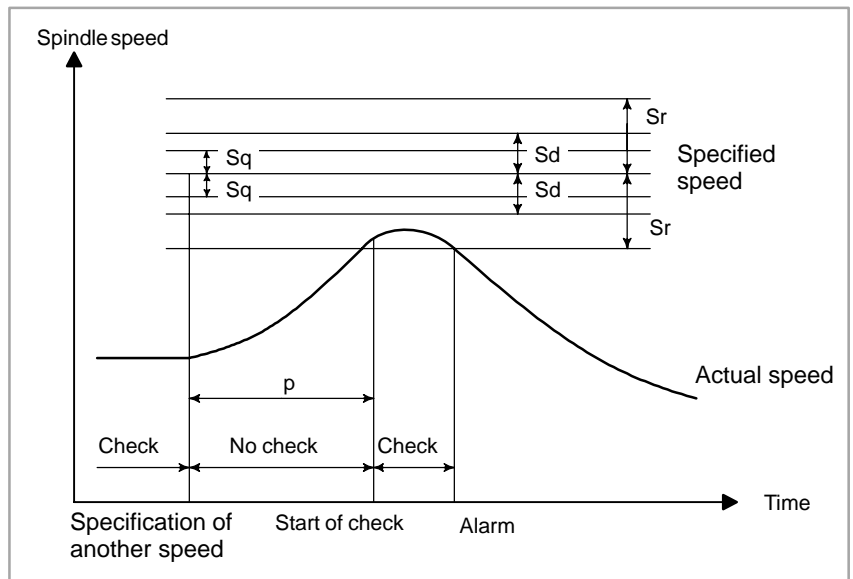 Spindle speed
Sr
Sq
Sd
Specified
speed
Sq
Sd
Sr
Actual speed
p
Check
No check
Check
Time
Specification of
another speed
Start of check
Alarm